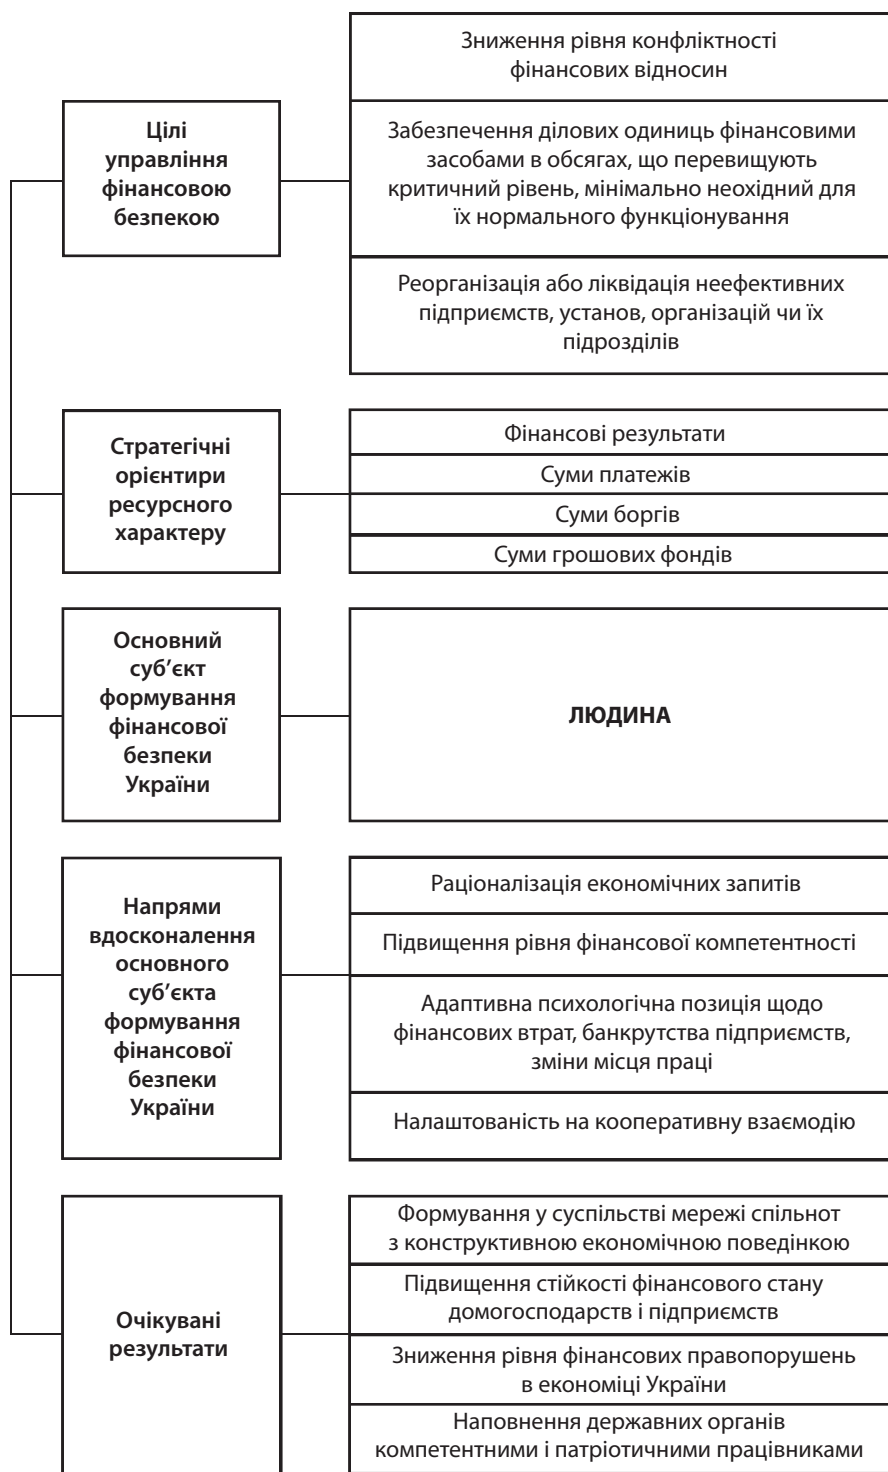 Цілі
управління
фінансовою
безпекою
Зниження рівня конфліктності
фінансових відносин
Забезпечення ділових одиниць фінансовими
засобами в обсягах, що перевищують
критичний рівень, мінімально неохідний для
їх нормального функціонування
Реорганізація або ліквідація неефективних
підприємств, установ, організацій чи їх
підрозділів
Стратегічні
орієнтири
ресурсного
характеру
Фінансові результати
Суми платежів
Суми боргів
Суми грошових фондів
Основний
суб’єкт
формування
фінансової
безпеки
України
ЛЮДИНА
Напрями
вдосконалення
основного
суб’єкта
формування
фінансової
безпеки
України
Раціоналізація економічних запитів
Підвищення рівня фінансової компетентності
Адаптивна психологічна позиція щодо
фінансових втрат, банкрутства підприємств,
зміни місця праці
Налаштованість на кооперативну взаємодію
Очікувані
результати
Формування у суспільстві мережі спільнот
з конструктивною економічною поведінкою
Підвищення стійкості фінансового стану
домогосподарств і підприємств
Зниження рівня фінансових правопорушень
в економіці України
Наповнення державних органів
компетентними і патріотичними працівниками